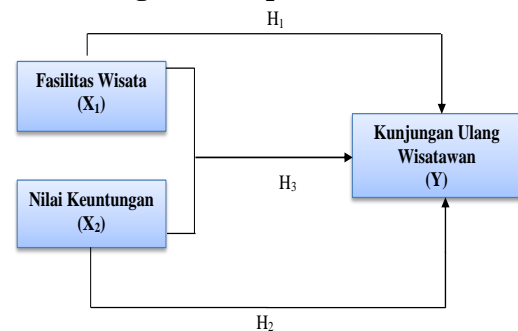 H₁
Fasilitas Wisata
(X₁)
Kunjungan Ulang
Wisatawan
(Y)
H₃
Nilai Keuntungan
(X₂)
H₂